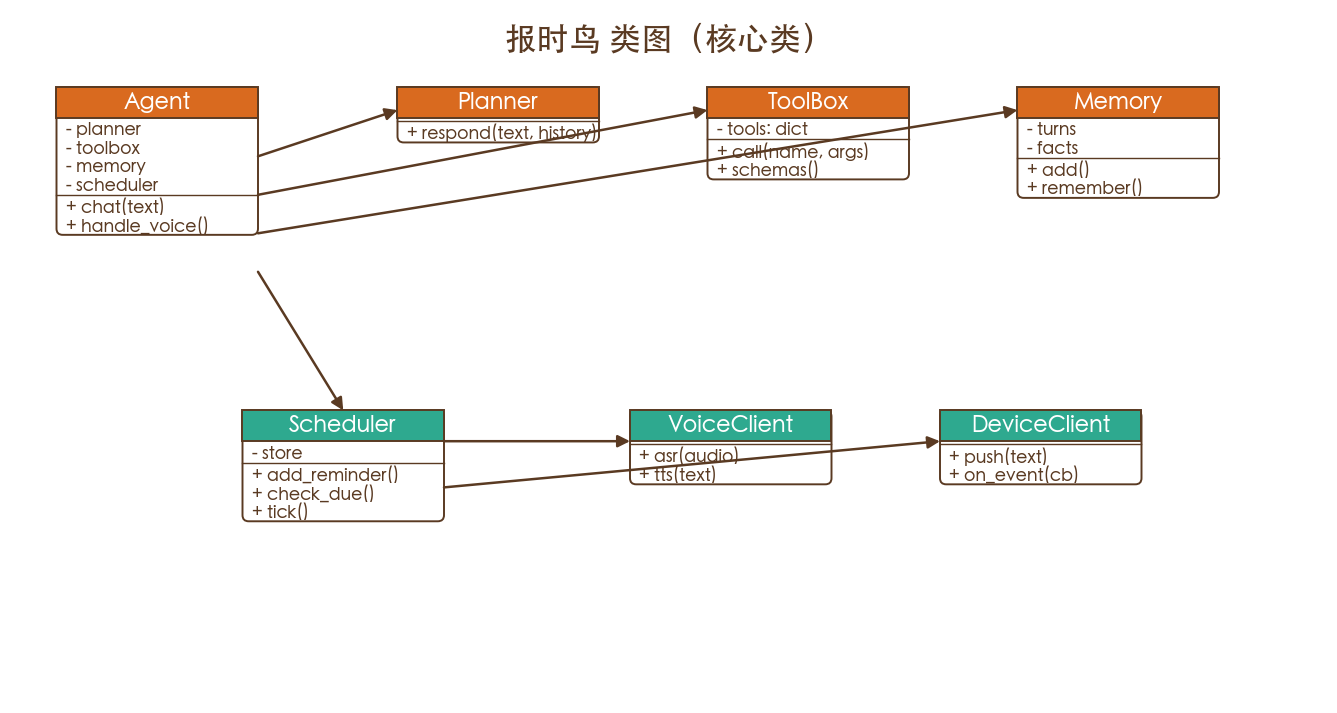 报时鸟 类图（核心类）
Agent
- planner
- toolbox
- memory
- scheduler
+ chat(text)
+ handle_voice()
Planner
+ respond(text, history)
ToolBox
- tools: dict
+ call(name, args)
+ schemas()
Memory
- turns
- facts
+ add()
+ remember()
Scheduler
- store
+ add_reminder()
+ check_due()
+ tick()
VoiceClient
+ asr(audio)
+ tts(text)
DeviceClient
+ push(text)
+ on_event(cb)